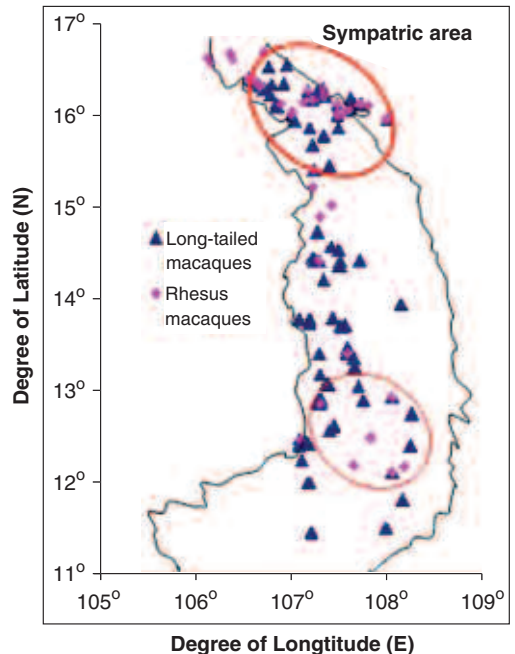 Sympatric area
17°
16°
15°
14°
13°
12°
11°
Degree of Latitude (N)
Long-tailed
macaques
Rhesus
macaques
105°
106°
107°
108°
109°
Degree of Longtitude (E)